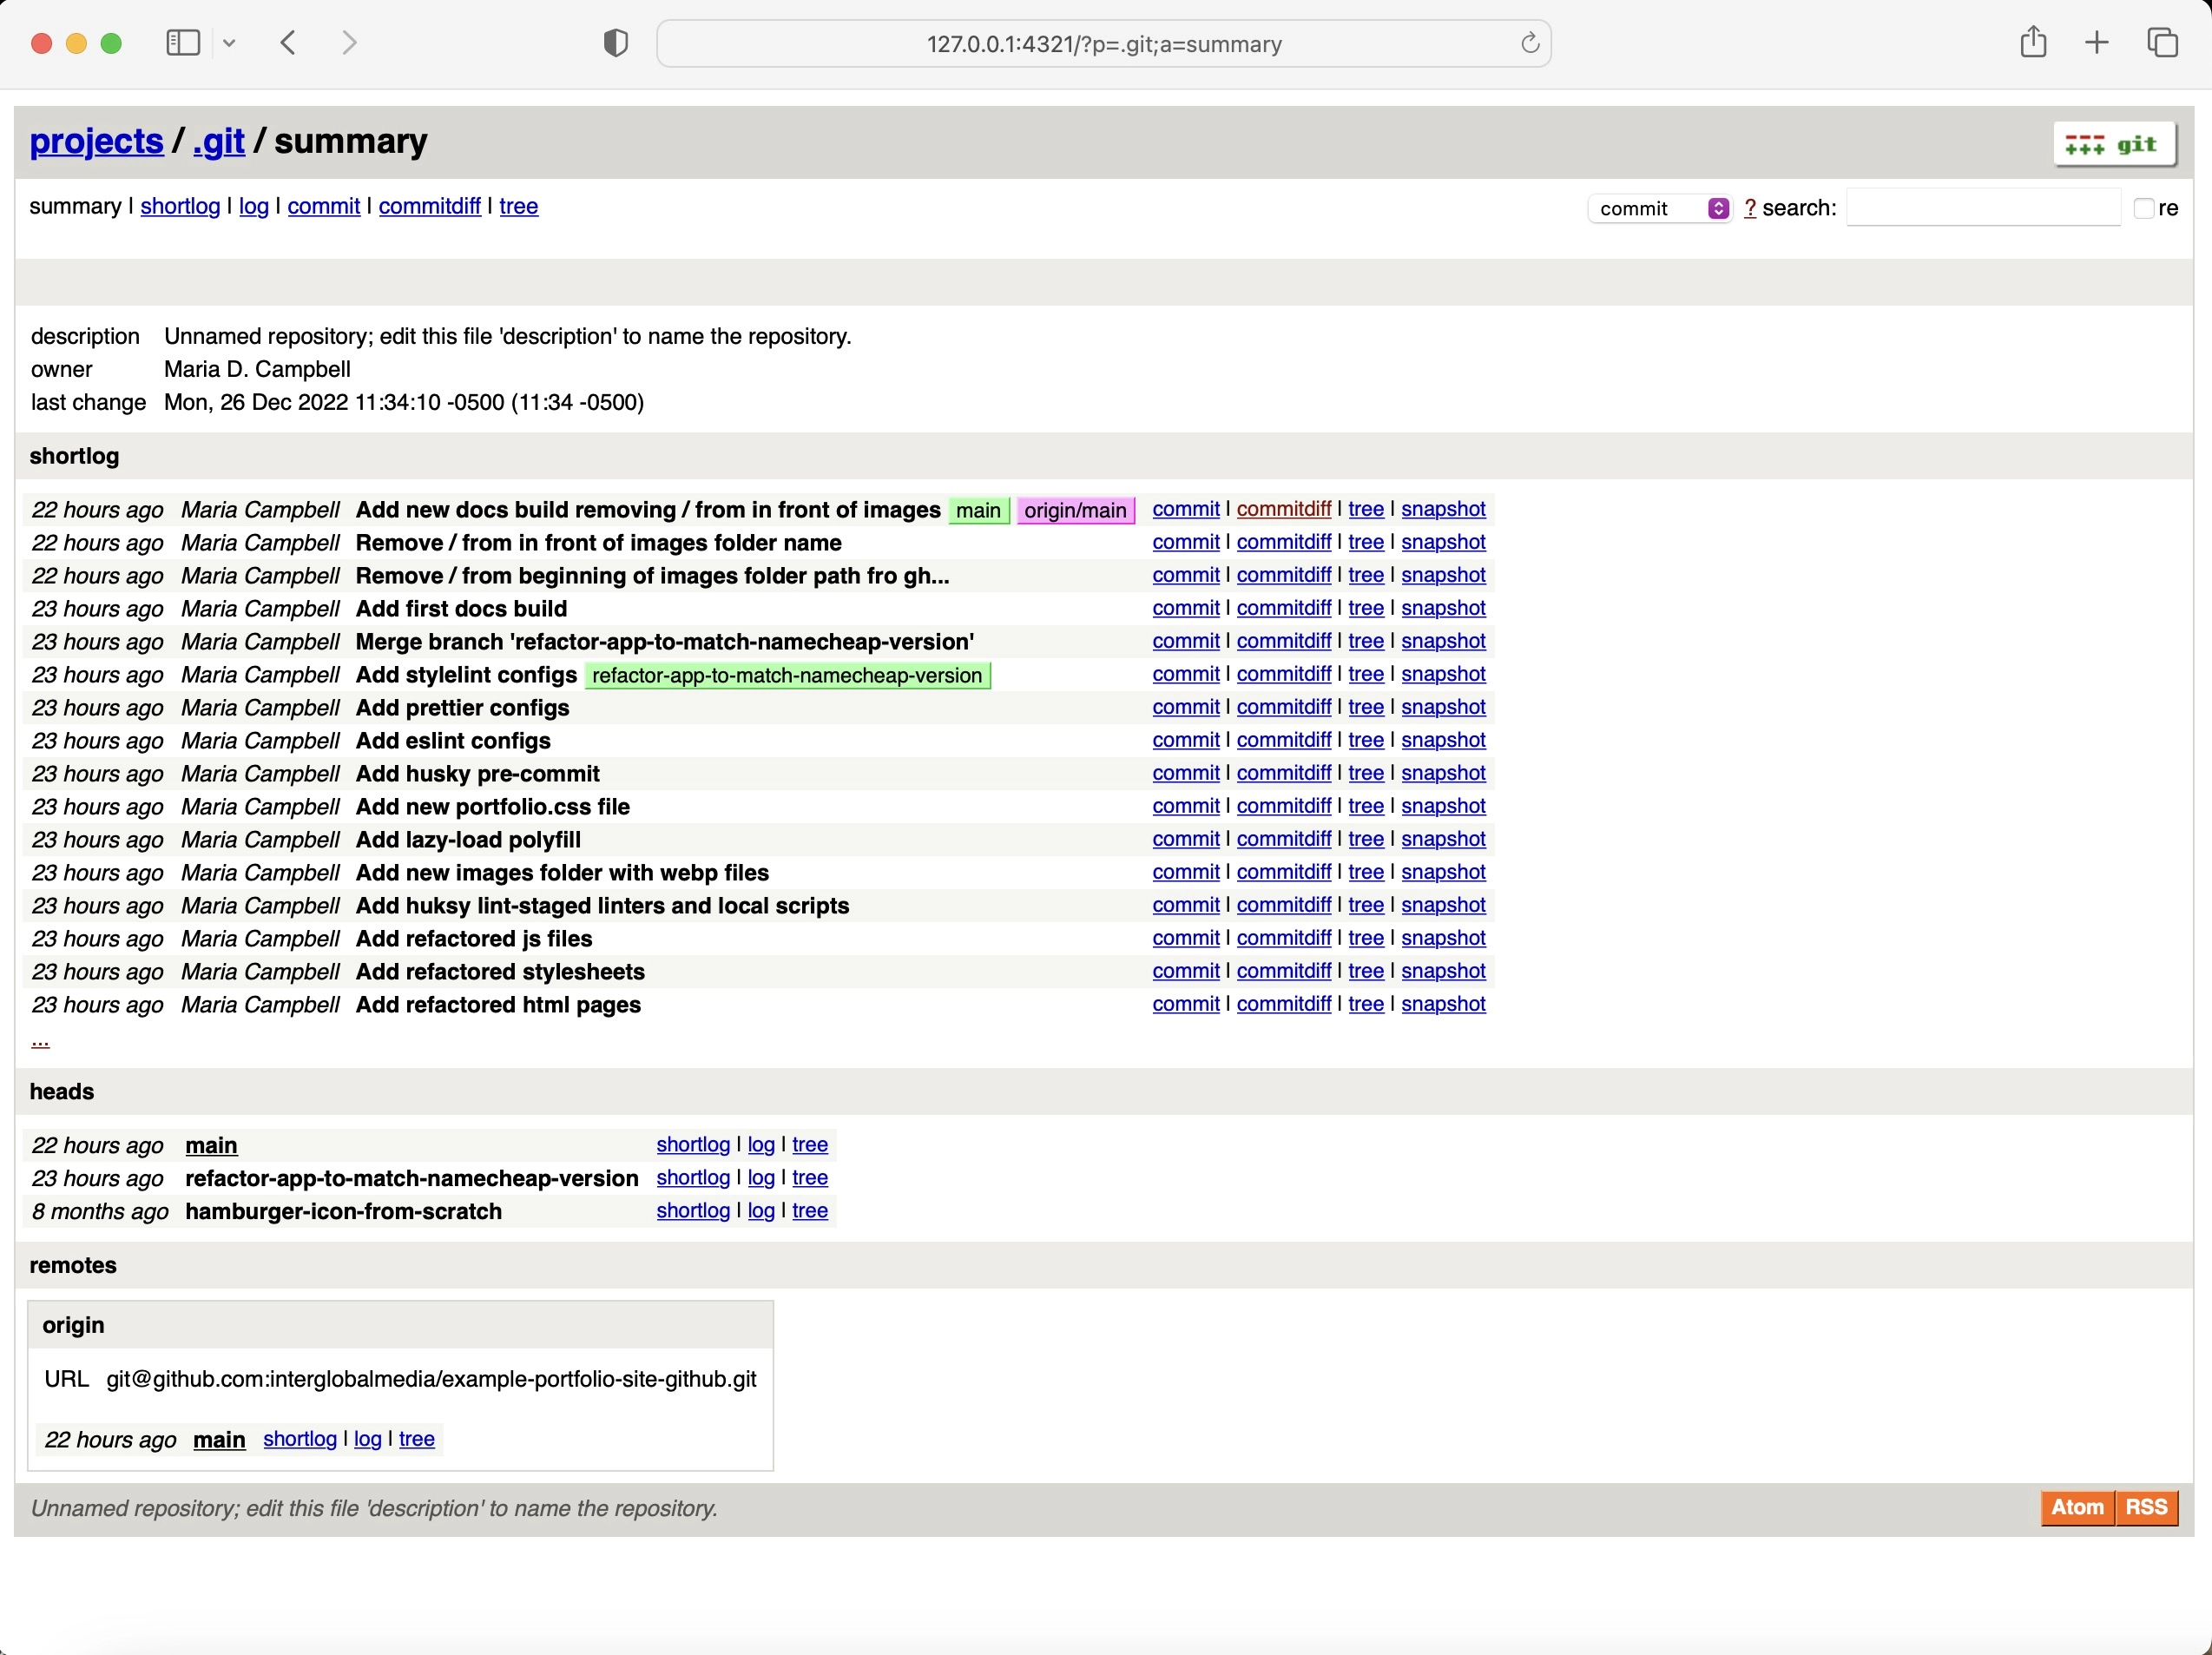 127.0.0.1:4321/?p=.git;a=summary
projects / .git / summary
git
summary | shortlog | log | commit | commitdiff | tree
commit ? search: re
description Unnamed repository; edit this file 'description' to name the repository.
owner Maria D. Campbell
last change Mon, 26 Dec 2022 11:34:10 -0500 (11:34 -0500)
shortlog
22 hours ago Maria Campbell Add new docs build removing / from in front of images main origin/main commit | commitdiff | tree | snapshot
22 hours ago Maria Campbell Remove / from in front of images folder name commit | commitdiff | tree | snapshot
22 hours ago Maria Campbell Remove / from beginning of images folder path fro gh... commit | commitdiff | tree | snapshot
23 hours ago Maria Campbell Add first docs build commit | commitdiff | tree | snapshot
23 hours ago Maria Campbell Merge branch 'refactor-app-to-match-namecheap-version' commit | commitdiff | tree | snapshot
23 hours ago Maria Campbell Add stylelint configs refactor-app-to-match-namecheap-version commit | commitdiff | tree | snapshot
23 hours ago Maria Campbell Add prettier configs commit | commitdiff | tree | snapshot
23 hours ago Maria Campbell Add eslint configs commit | commitdiff | tree | snapshot
23 hours ago Maria Campbell Add husky pre-commit commit | commitdiff | tree | snapshot
23 hours ago Maria Campbell Add new portfolio.css file commit | commitdiff | tree | snapshot
23 hours ago Maria Campbell Add lazy-load polyfill commit | commitdiff | tree | snapshot
23 hours ago Maria Campbell Add new images folder with webp files commit | commitdiff | tree | snapshot
23 hours ago Maria Campbell Add huksy lint-staged linters and local scripts commit | commitdiff | tree | snapshot
23 hours ago Maria Campbell Add refactored js files commit | commitdiff | tree | snapshot
23 hours ago Maria Campbell Add refactored stylesheets commit | commitdiff | tree | snapshot
23 hours ago Maria Campbell Add refactored html pages commit | commitdiff | tree | snapshot
...
heads
22 hours ago main shortlog | log | tree
23 hours ago refactor-app-to-match-namecheap-version shortlog | log | tree
8 months ago hamburger-icon-from-scratch shortlog | log | tree
remotes
origin
URL git@github.com:interglobalmedia/example-portfolio-site-github.git
22 hours ago main shortlog | log | tree
Unnamed repository; edit this file 'description' to name the repository.
Atom RSS